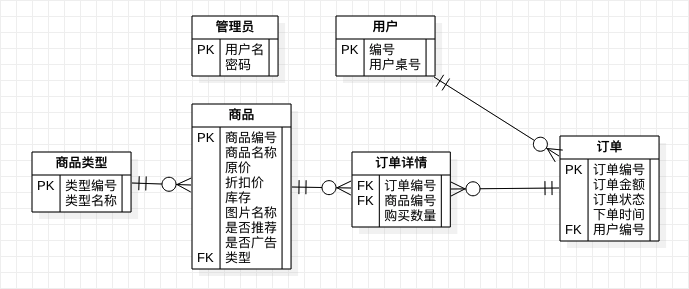 管理员
PK 用户名
密码
用户
PK 编号
用户桌号
商品
PK 商品编号
商品名称
原价
折扣价
库存
图片名称
是否推荐
是否广告
FK 类型
商品类型
PK 类型编号
类型名称
订单详情
FK 订单编号
FK 商品编号
购买数量
订单
PK 订单编号
订单金额
订单状态
下单时间
FK 用户编号